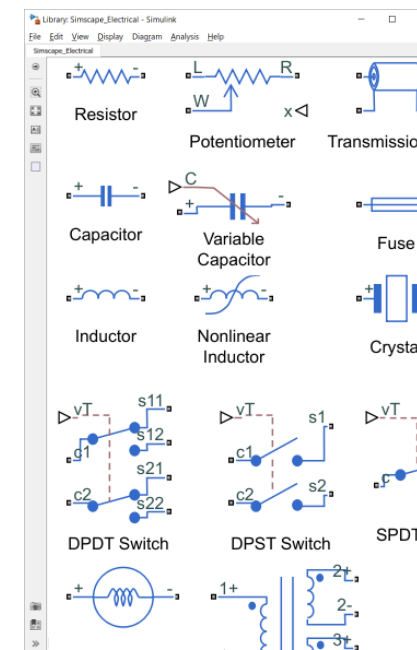 Library: Simscape_Electrical - Simulink
File Edit View Display Diagram Analysis Help
Simscape_Electrical
+ -
L R
W
x
Resistor
Potentiometer
Transmissio
C
+ -
+ -
Capacitor
Variable
Capacitor
Fuse
+ -
+ -
+
Inductor
Nonlinear
Inductor
Crysta
vT s11
s12
c1
s21
c2
s22
vT s1
c1
s2
c2
vT
c
DPDT Switch
DPST Switch
SPDT
+ -
1+
2+
2-
3+